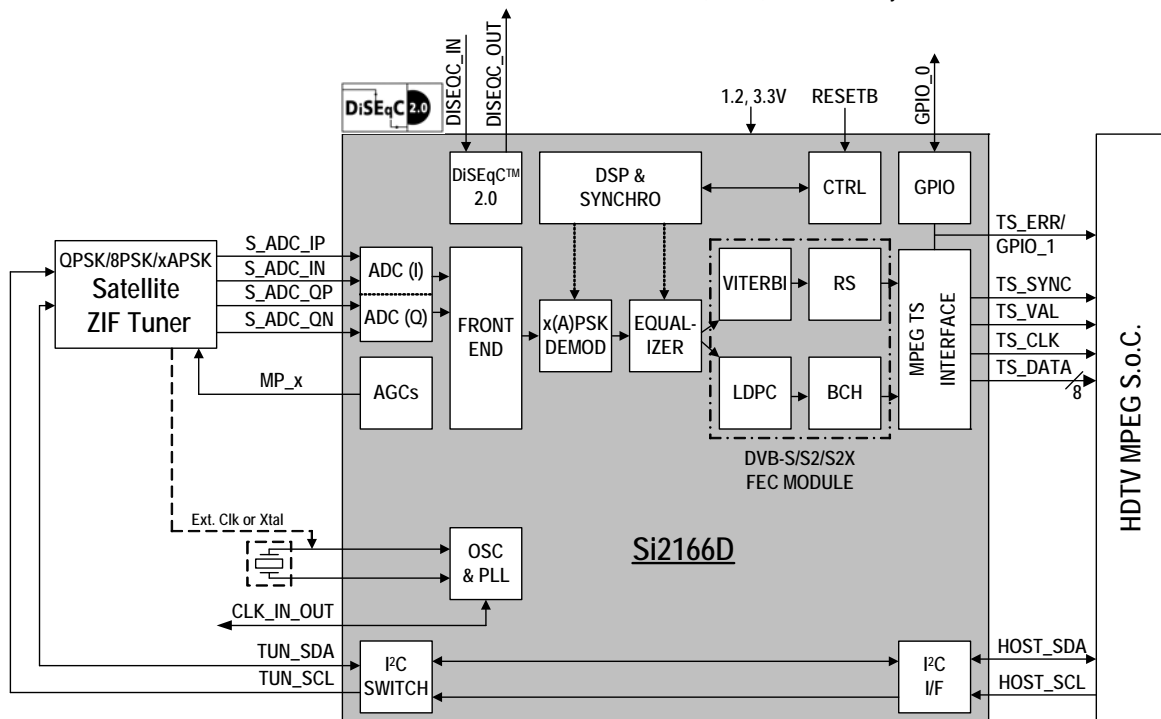 DISEQC_IN
DISEQC_OUT
DiSEqC 2.0
1.2, 3.3V
RESETB
GPIO_0
DiSEqC™
2.0
DSP &
SYNCHRO
CTRL
GPIO
QPSK/8PSK/xAPSK
Satellite
ZIF Tuner
S_ADC_IP
S_ADC_IN
S_ADC_QP
S_ADC_QN
MP_x
ADC (I)
ADC (Q)
AGCs
FRONT
END
x(A)PSK
DEMOD
EQUAL-
IZER
VITERBI
RS
LDPC
BCH
DVB-S/S2/S2X
FEC MODULE
MPEG TS
INTERFACE
TS_ERR/
GPIO_1
TS_SYNC
TS_VAL
TS_CLK
TS_DATA
8
HDTV MPEG S.o.C.
Ext. Clk or Xtal
OSC
& PLL
Si2166D
CLK_IN_OUT
TUN_SDA
TUN_SCL
I²C
SWITCH
I²C
I/F
HOST_SDA
HOST_SCL